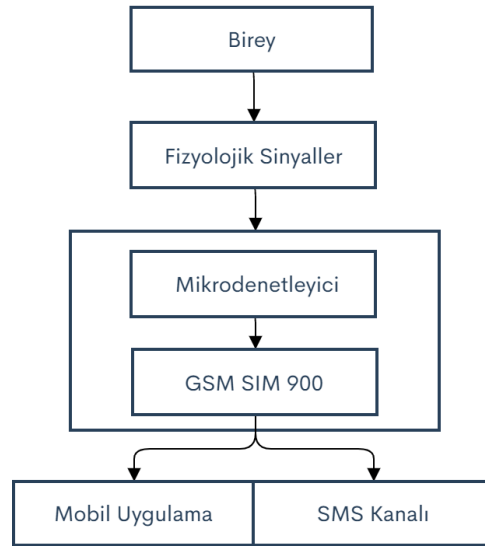 Birey
Fizyolojik Sinyaller
Mikrodenetleyici
GSM SIM 900
Mobil Uygulama
SMS Kanalı